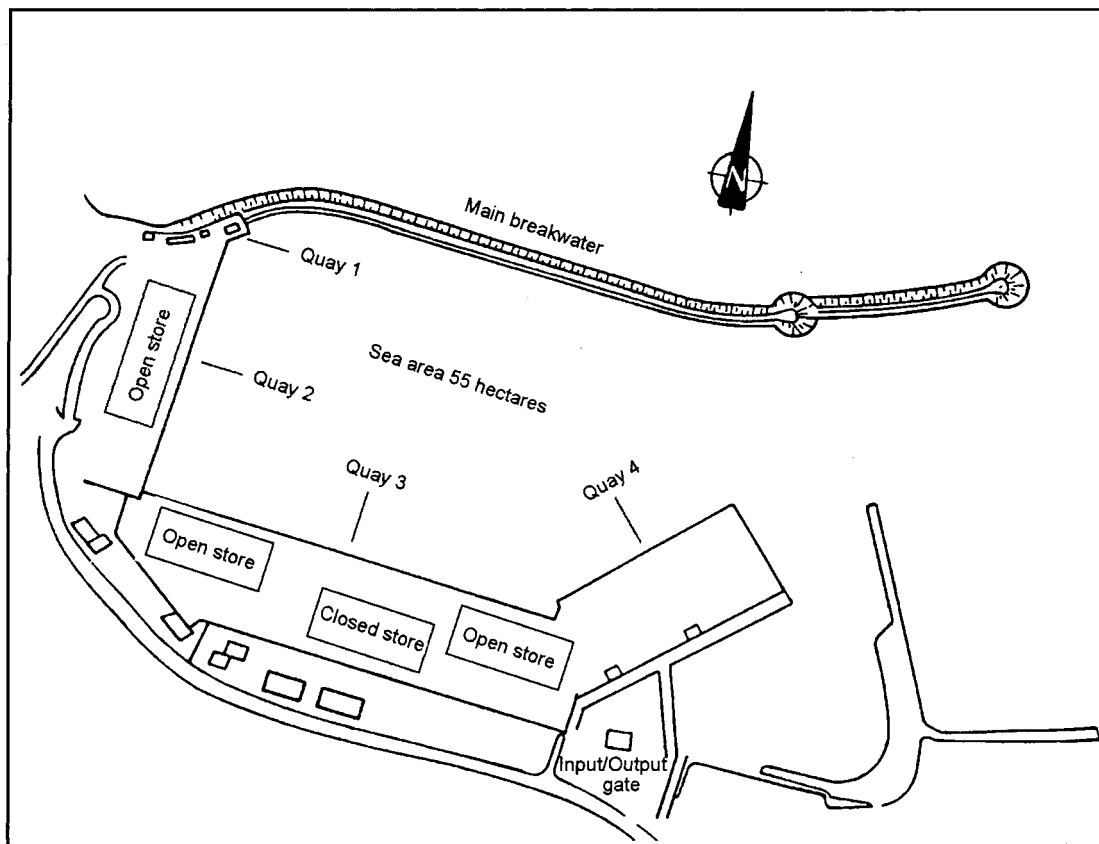 N
Main breakwater
Quay 1
Open store
Sea area 55 hectares
Quay 2
Quay 3
Quay 4
Open store
Closed store
Open store
Input/Output
gate